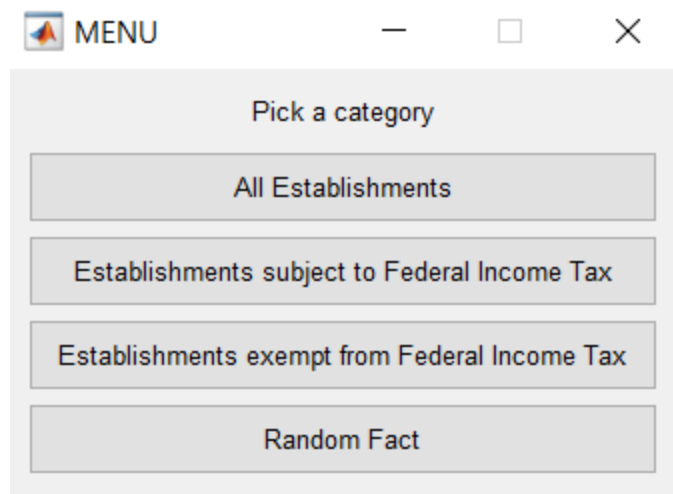 MENU
Pick a category
All Establishments
Establishments subject to Federal Income Tax
Establishments exempt from Federal Income Tax
Random Fact